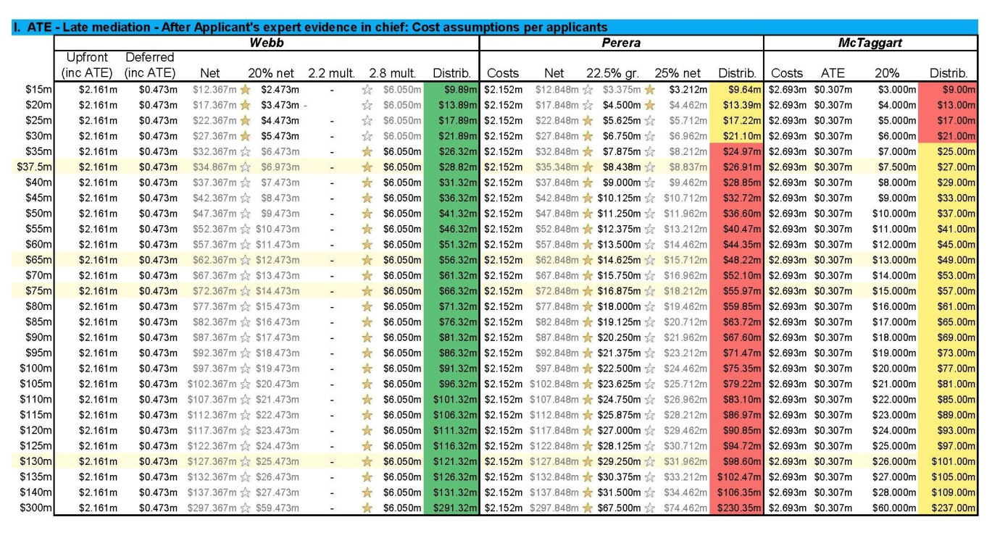 I. ATE - Late mediation - After Applicant's expert evidence in chief: Cost assumptions per applicants
Webb Perera McTaggart
Upfront Deferred
(inc ATE) (inc ATE) Net 20% net 2.2 mult. 2.8 mult. Distrib. Costs Net 22.5% gr. 25% net Distrib. Costs ATE 20% Distrib.
$15m $2.161m $0.473m $12.367m $2.473m - $6.050m $9.89m $2.152m $12.848m $3.375m $3.212m $9.64m $2.693m $0.307m $3.000m $9.00m
$20m $2.161m $0.473m $17.367m $3.473m - $6.050m $13.89m $2.152m $17.848m $4.500m $4.462m $13.39m $2.693m $0.307m $4.000m $13.00m
$25m $2.161m $0.473m $22.367m $4.473m - $6.050m $17.89m $2.152m $22.848m $5.625m $5.712m $17.22m $2.693m $0.307m $5.000m $17.00m
$30m $2.161m $0.473m $27.367m $5.473m - $6.050m $21.89m $2.152m $27.848m $6.750m $6.962m $21.10m $2.693m $0.307m $6.000m $21.00m
$35m $2.161m $0.473m $32.367m $6.473m - $6.050m $26.32m $2.152m $32.848m $7.875m $8.212m $24.97m $2.693m $0.307m $7.000m $25.00m
$37.5m $2.161m $0.473m $34.867m $6.973m - $6.050m $28.82m $2.152m $35.348m $8.438m $8.837m $26.91m $2.693m $0.307m $7.500m $27.00m
$40m $2.161m $0.473m $37.367m $7.473m - $6.050m $31.32m $2.152m $37.848m $9.000m $9.462m $28.85m $2.693m $0.307m $8.000m $29.00m
$45m $2.161m $0.473m $42.367m $8.473m - $6.050m $36.32m $2.152m $42.848m $10.125m $10.712m $32.72m $2.693m $0.307m $9.000m $33.00m
$50m $2.161m $0.473m $47.367m $9.473m - $6.050m $41.32m $2.152m $47.848m $11.250m $11.962m $36.60m $2.693m $0.307m $10.000m $37.00m
$55m $2.161m $0.473m $52.367m $10.473m - $6.050m $46.32m $2.152m $52.848m $12.375m $13.212m $40.47m $2.693m $0.307m $11.000m $41.00m
$60m $2.161m $0.473m $57.367m $11.473m - $6.050m $51.32m $2.152m $57.848m $13.500m $14.462m $44.35m $2.693m $0.307m $12.000m $45.00m
$65m $2.161m $0.473m $62.367m $12.473m - $6.050m $56.32m $2.152m $62.848m $14.625m $15.712m $48.22m $2.693m $0.307m $13.000m $49.00m
$70m $2.161m $0.473m $67.367m $13.473m - $6.050m $61.32m $2.152m $67.848m $15.750m $16.962m $52.10m $2.693m $0.307m $14.000m $53.00m
$75m $2.161m $0.473m $72.367m $14.473m - $6.050m $66.32m $2.152m $72.848m $16.875m $18.212m $55.97m $2.693m $0.307m $15.000m $57.00m
$80m $2.161m $0.473m $77.367m $15.473m - $6.050m $71.32m $2.152m $77.848m $18.000m $19.462m $59.85m $2.693m $0.307m $16.000m $61.00m
$85m $2.161m $0.473m $82.367m $16.473m - $6.050m $76.32m $2.152m $82.848m $19.125m $20.712m $63.72m $2.693m $0.307m $17.000m $65.00m
$90m $2.161m $0.473m $87.367m $17.473m - $6.050m $81.32m $2.152m $87.848m $20.250m $21.962m $67.60m $2.693m $0.307m $18.000m $69.00m
$95m $2.161m $0.473m $92.367m $18.473m - $6.050m $86.32m $2.152m $92.848m $21.375m $23.212m $71.47m $2.693m $0.307m $19.000m $73.00m
$100m $2.161m $0.473m $97.367m $19.473m - $6.050m $91.32m $2.152m $97.848m $22.500m $24.462m $75.35m $2.693m $0.307m $20.000m $77.00m
$105m $2.161m $0.473m $102.367m $20.473m - $6.050m $96.32m $2.152m $102.848m $23.625m $25.712m $79.22m $2.693m $0.307m $21.000m $81.00m
$110m $2.161m $0.473m $107.367m $21.473m - $6.050m $101.32m $2.152m $107.848m $24.750m $26.962m $83.10m $2.693m $0.307m $22.000m $85.00m
$115m $2.161m $0.473m $112.367m $22.473m - $6.050m $106.32m $2.152m $112.848m $25.875m $28.212m $86.97m $2.693m $0.307m $23.000m $89.00m
$120m $2.161m $0.473m $117.367m $23.473m - $6.050m $111.32m $2.152m $117.848m $27.000m $29.462m $90.85m $2.693m $0.307m $24.000m $93.00m
$125m $2.161m $0.473m $122.367m $24.473m - $6.050m $116.32m $2.152m $122.848m $28.125m $30.712m $94.72m $2.693m $0.307m $25.000m $97.00m
$130m $2.161m $0.473m $127.367m $25.473m - $6.050m $121.32m $2.152m $127.848m $29.250m $31.962m $98.60m $2.693m $0.307m $26.000m $101.00m
$135m $2.161m $0.473m $132.367m $26.473m - $6.050m $126.32m $2.152m $132.848m $30.375m $33.212m $102.47m $2.693m $0.307m $27.000m $105.00m
$140m $2.161m $0.473m $137.367m $27.473m - $6.050m $131.32m $2.152m $137.848m $31.500m $34.462m $106.35m $2.693m $0.307m $28.000m $109.00m
$300m $2.161m $0.473m $297.367m $59.473m - $6.050m $291.32m $2.152m $297.848m $67.500m $74.462m $230.35m $2.693m $0.307m $60.000m $237.00m